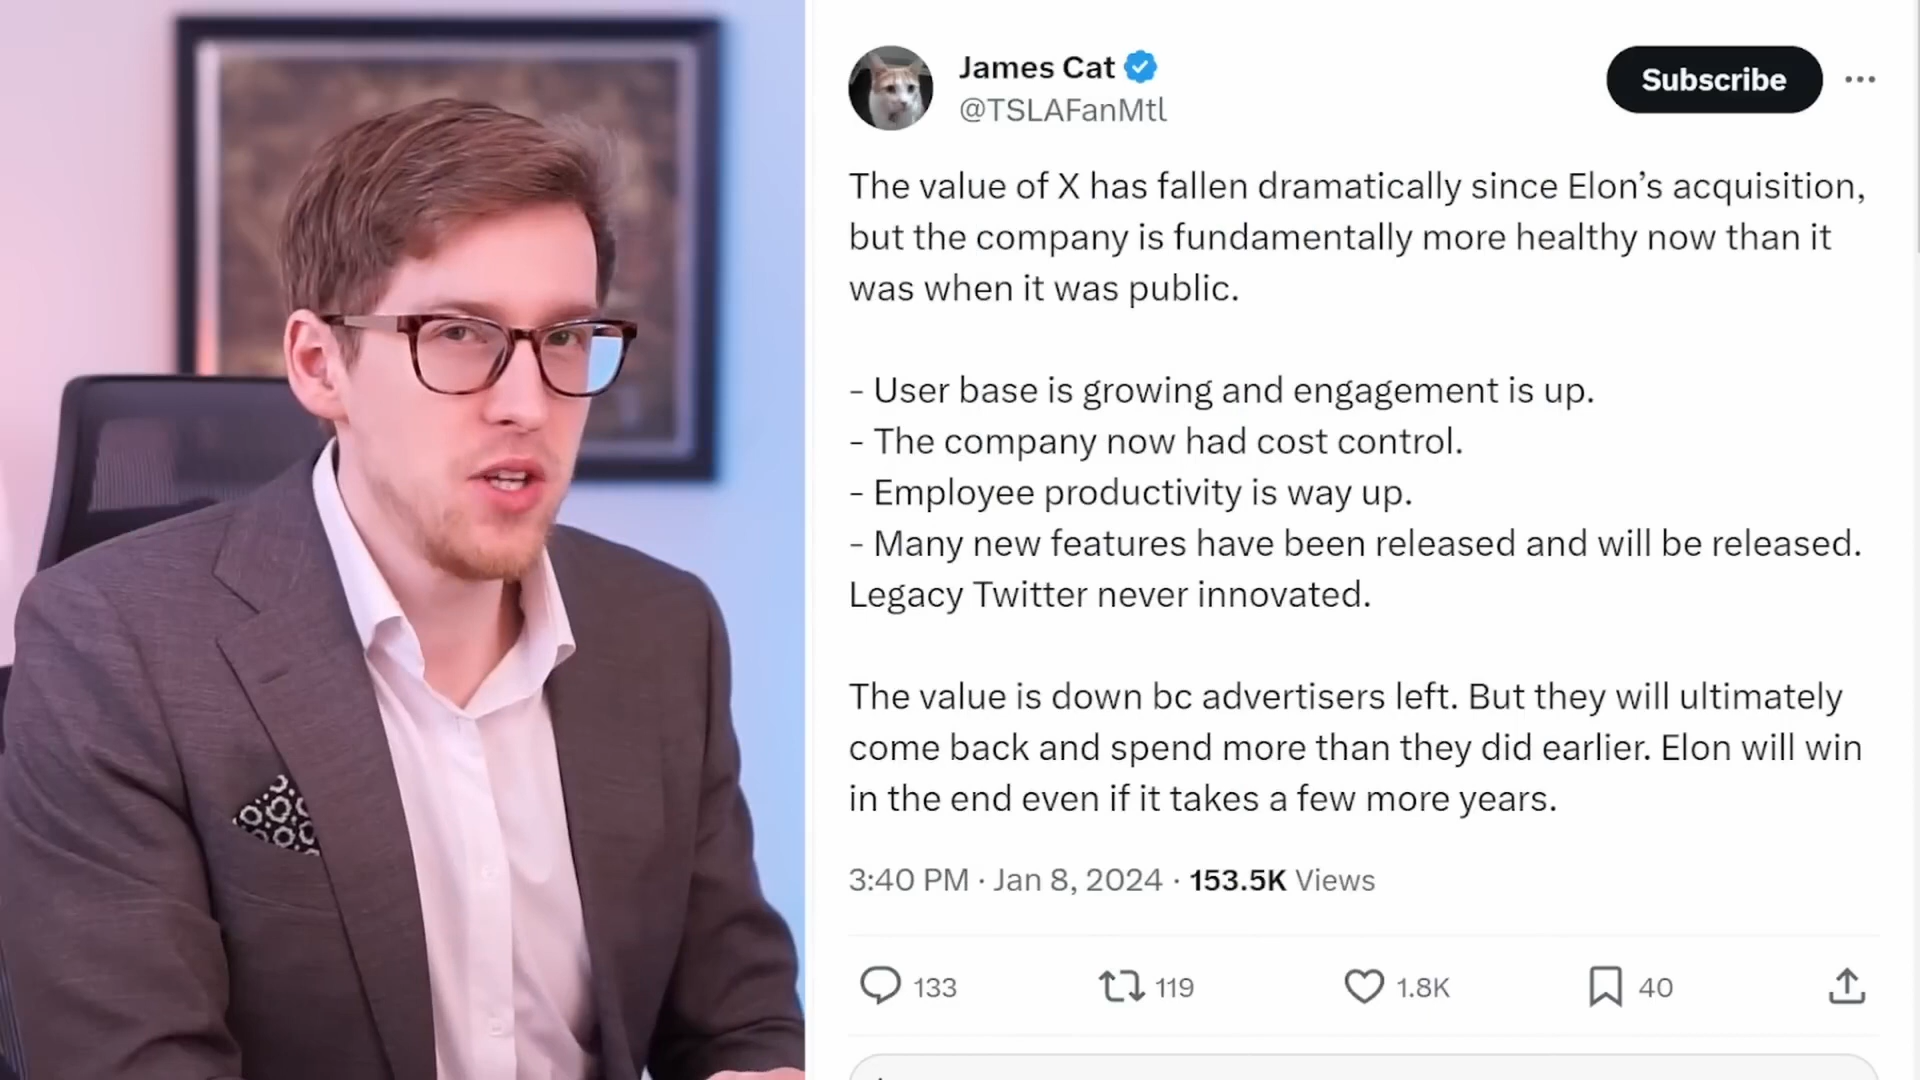 James Cat
@TSLAFanMtl
Subscribe
The value of X has fallen dramatically since Elon’s acquisition,
but the company is fundamentally more healthy now than it
was when it was public.
- User base is growing and engagement is up.
- The company now had cost control.
- Employee productivity is way up.
- Many new features have been released and will be released.
Legacy Twitter never innovated.
The value is down bc advertisers left. But they will ultimately
come back and spend more than they did earlier. Elon will win
in the end even if it takes a few more years.
3:40 PM · Jan 8, 2024 · 153.5K Views
133 119 1.8K 40